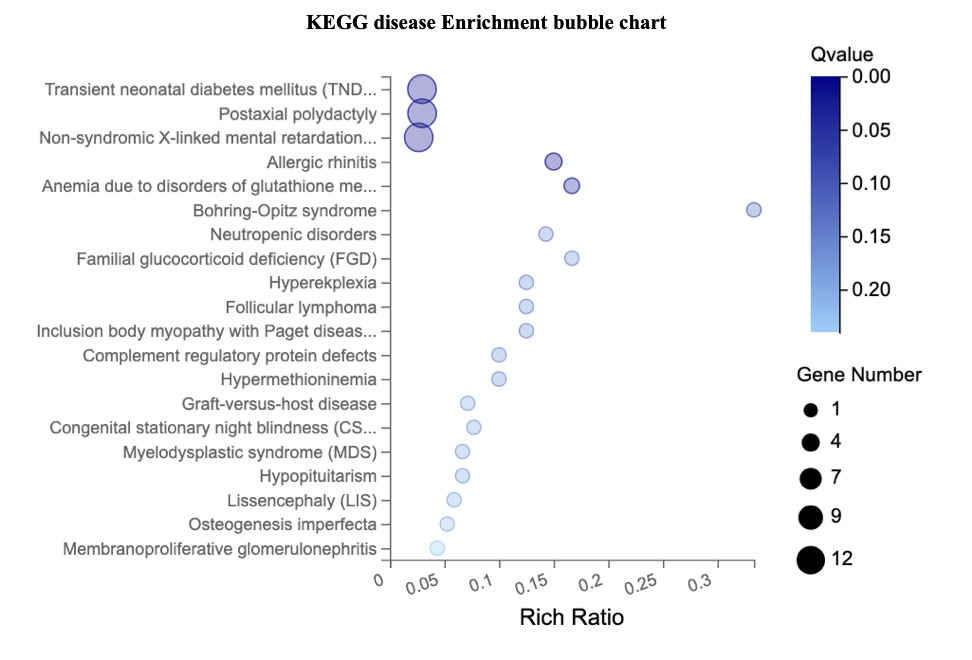 KEGG disease Enrichment bubble chart
Qvalue
0.00
0.05
0.10
0.15
0.20
Transient neonatal diabetes mellitus (TND...
Postaxial polydactyly
Non-syndromic X-linked mental retardation...
Allergic rhinitis
Anemia due to disorders of glutathione me...
Bohring-Opitz syndrome
Neutropenic disorders
Familial glucocorticoid deficiency (FGD)
Hyperekplexia
Follicular lymphoma
Inclusion body myopathy with Paget diseas...
Complement regulatory protein defects
Hypermethioninemia
Graft-versus-host disease
Congenital stationary night blindness (CS...
Myelodysplastic syndrome (MDS)
Hypopituitarism
Lissencephaly (LIS)
Osteogenesis imperfecta
Membranoproliferative glomerulonephritis
Gene Number
1
4
7
9
12
0 0.05 0.1 0.15 0.2 0.25 0.3
Rich Ratio